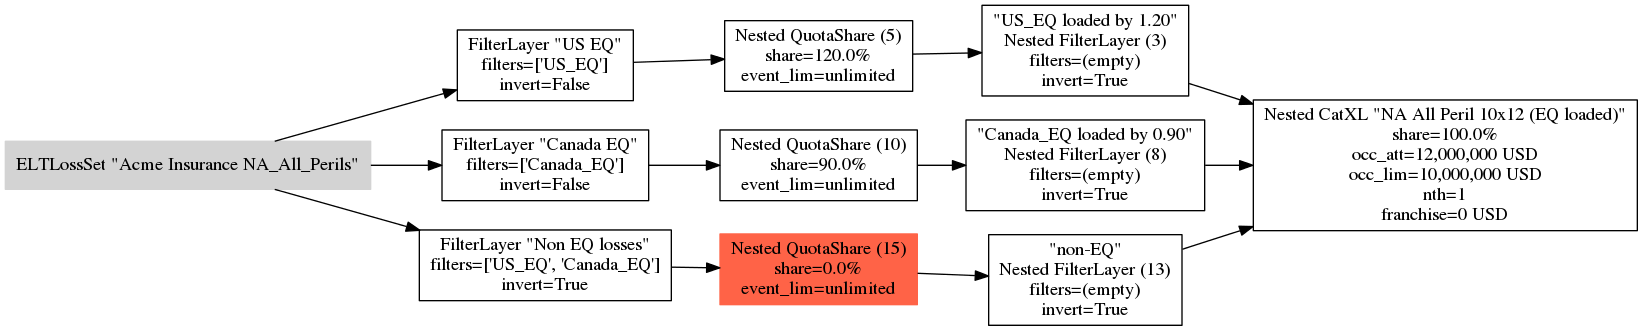 ELTLossSet "Acme Insurance NA_All_Perils"
FilterLayer "US EQ"
filters=['US_EQ']
invert=False
Nested QuotaShare (5)
share=120.0%
event_lim=unlimited
"US_EQ loaded by 1.20"
Nested FilterLayer (3)
filters=(empty)
invert=True
FilterLayer "Canada EQ"
filters=['Canada_EQ']
invert=False
Nested QuotaShare (10)
share=90.0%
event_lim=unlimited
"Canada_EQ loaded by 0.90"
Nested FilterLayer (8)
filters=(empty)
invert=True
FilterLayer "Non EQ losses"
filters=['US_EQ', 'Canada_EQ']
invert=True
Nested QuotaShare (15)
share=0.0%
event_lim=unlimited
"non-EQ"
Nested FilterLayer (13)
filters=(empty)
invert=True
Nested CatXL "NA All Peril 10x12 (EQ loaded)"
share=100.0%
occ_att=12,000,000 USD
occ_lim=10,000,000 USD
nth=1
franchise=0 USD